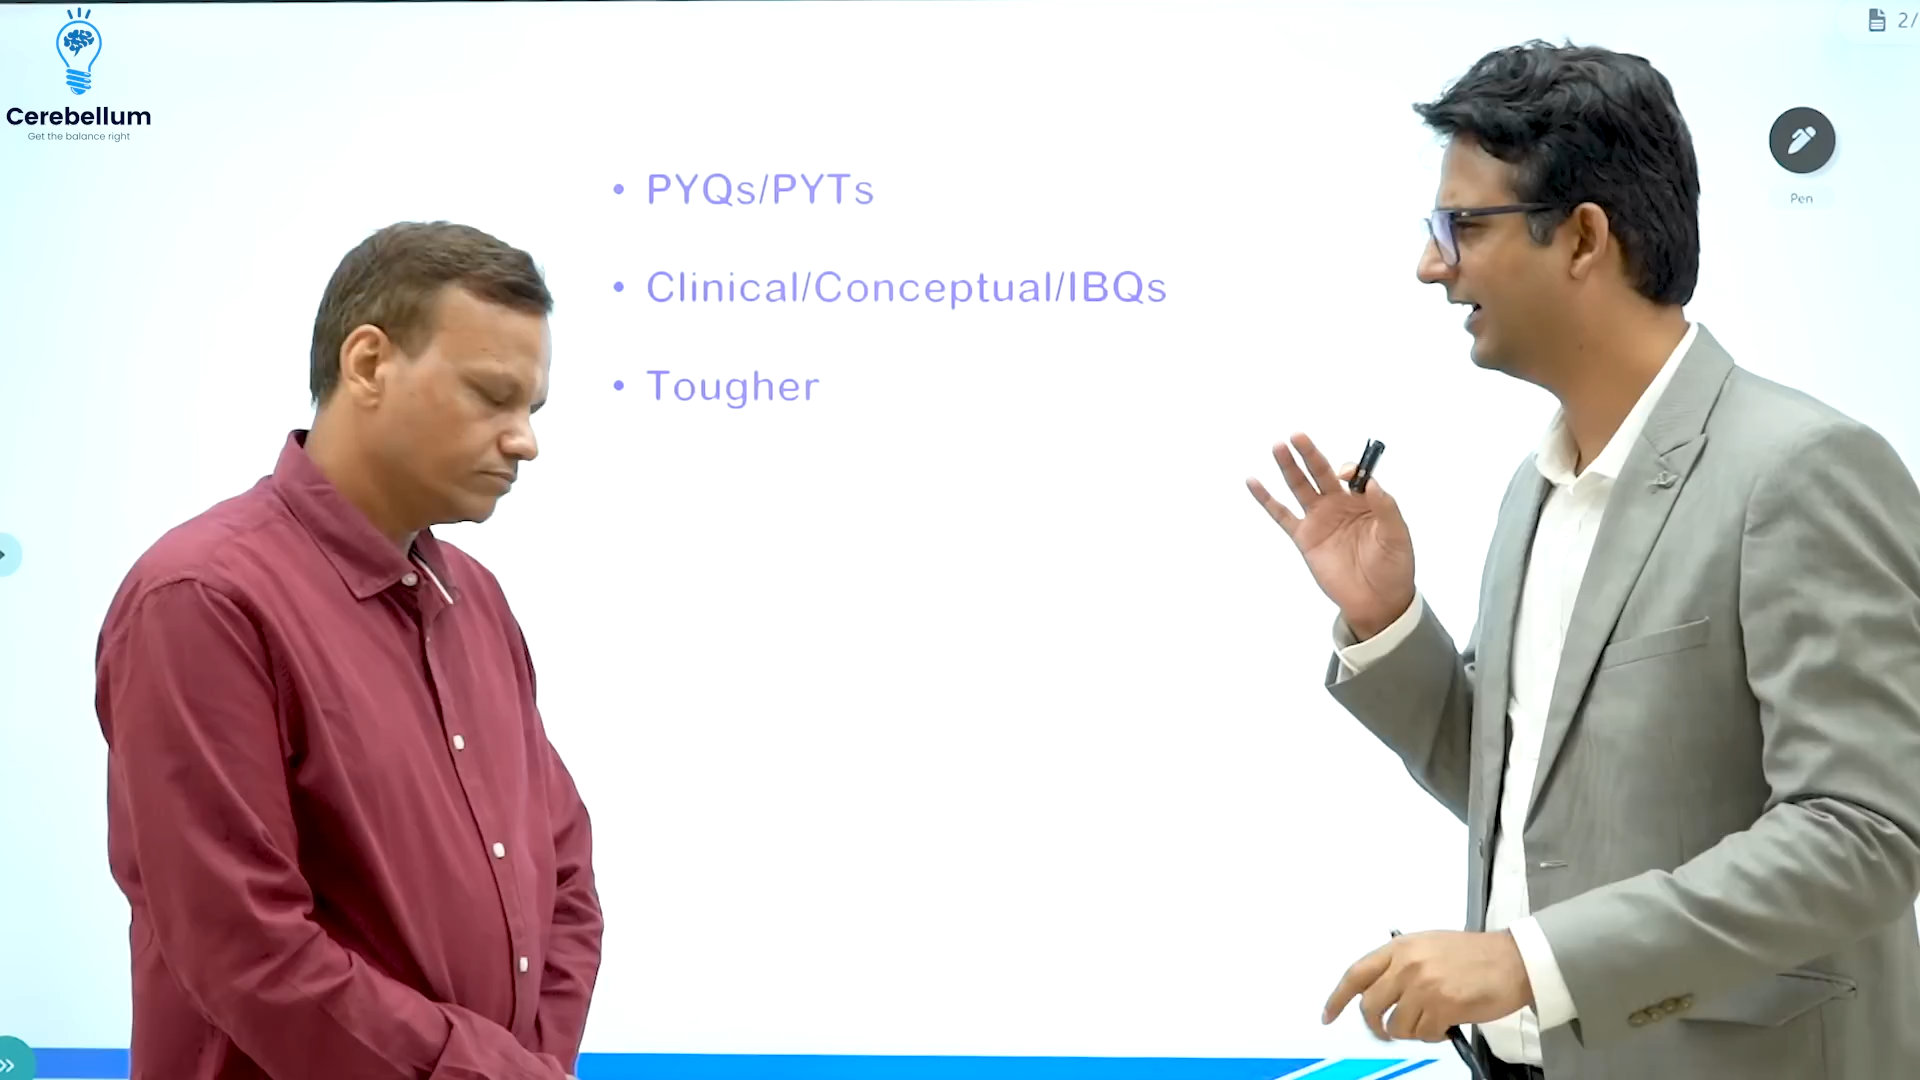 Cerebellum
Get the balance right
2/
Pen
• PYQs/PYTs
• Clinical/Conceptual/IBQs
• Tougher